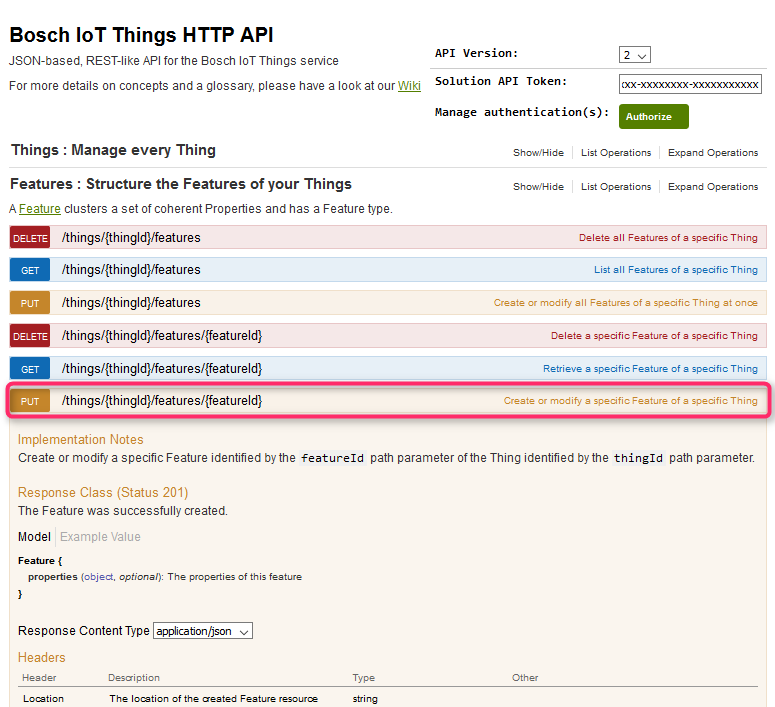 Bosch IoT Things HTTP API
JSON-based, REST-like API for the Bosch IoT Things service
For more details on concepts and a glossary, please have a look at our Wiki
API Version: 2
Solution API Token: xxx-xxxxxxxx-xxxxxxxxxxx
Manage authentication(s): Authorize
Things : Manage every Thing Show/Hide List Operations Expand Operations
Features : Structure the Features of your Things Show/Hide List Operations Expand Operations
A Feature clusters a set of coherent Properties and has a Feature type.
DELETE /things/{thingId}/features Delete all Features of a specific Thing
GET /things/{thingId}/features List all Features of a specific Thing
PUT /things/{thingId}/features Create or modify all Features of a specific Thing at once
DELETE /things/{thingId}/features/{featureId} Delete a specific Feature of a specific Thing
GET /things/{thingId}/features/{featureId} Retrieve a specific Feature of a specific Thing
PUT /things/{thingId}/features/{featureId} Create or modify a specific Feature of a specific Thing
Implementation Notes
Create or modify a specific Feature identified by the featureId path parameter of the Thing identified by the thingId path parameter.
Response Class (Status 201)
The Feature was successfully created.
Model Example Value
Feature {
properties (object, optional): The properties of this feature
}
Response Content Type application/json
Headers
Header Description Type Other
Location The location of the created Feature resource string